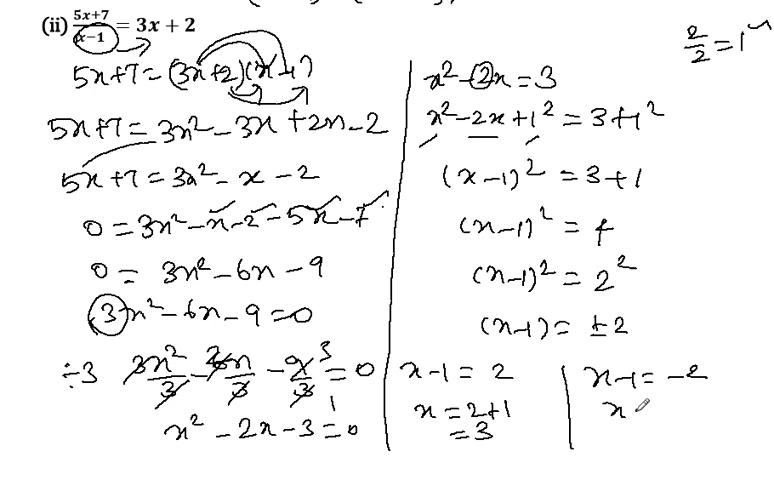 (ii) (5x+7)/(x-1) = 3x + 2
5x+7 = (3x+2)(x-1)
5x+7 = 3x² - 3x + 2x - 2
5x+7 = 3x² - x - 2
0 = 3x² - x - 2 - 5x - 7
0 = 3x² - 6x - 9
3x² - 6x - 9 = 0
÷3 3x²/3 - 6x/3 - 9/3 = 0
x² - 2x - 3 = 0
2/2 = 1
x² - 2x = 3
x² - 2x + 1² = 3 + 1²
(x-1)² = 3+1
(x-1)² = 4
(x-1)² = 2²
(x-1) = ±2
x-1 = 2
x = 2+1
= 3
x-1 = -2
x